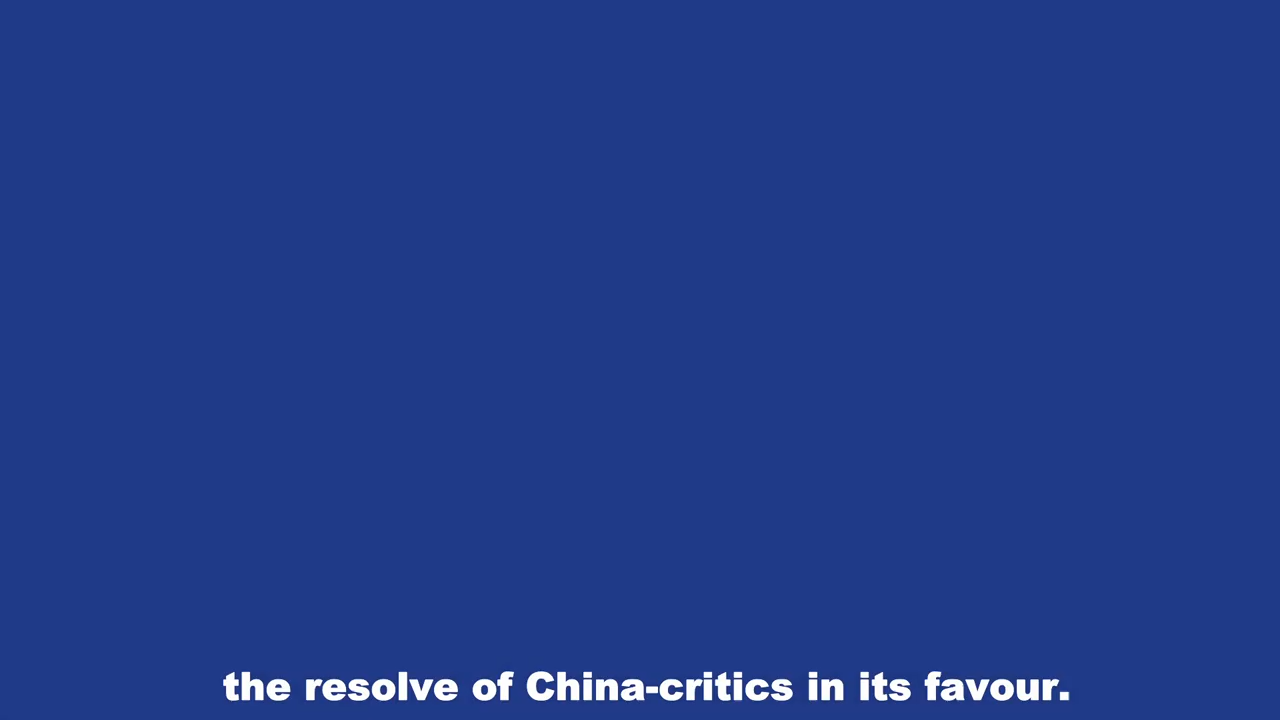 the resolve of China-critics in its favour.